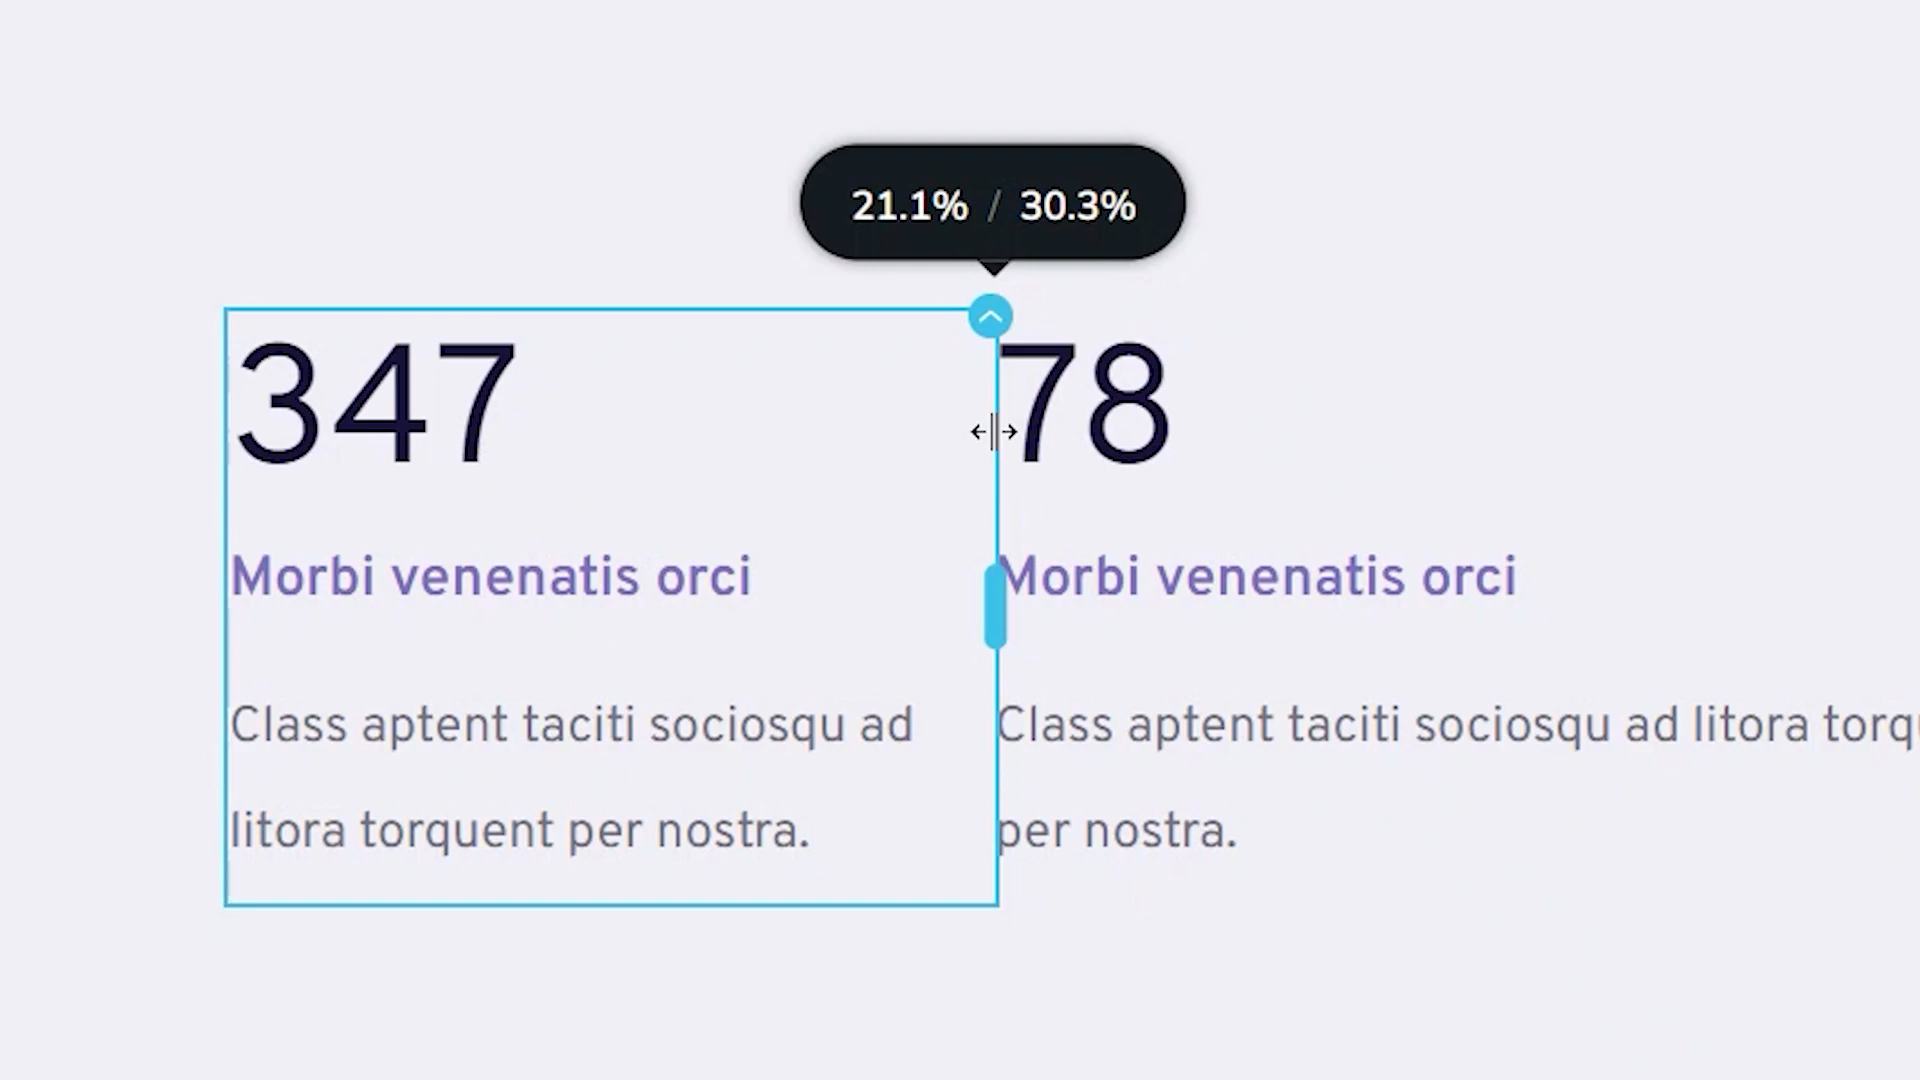 21.1% / 30.3%
347
Morbi venenatis orci
Class aptent taciti sociosqu ad
litora torquent per nostra.
78
Morbi venenatis orci
Class aptent taciti sociosqu ad litora
per nostra.